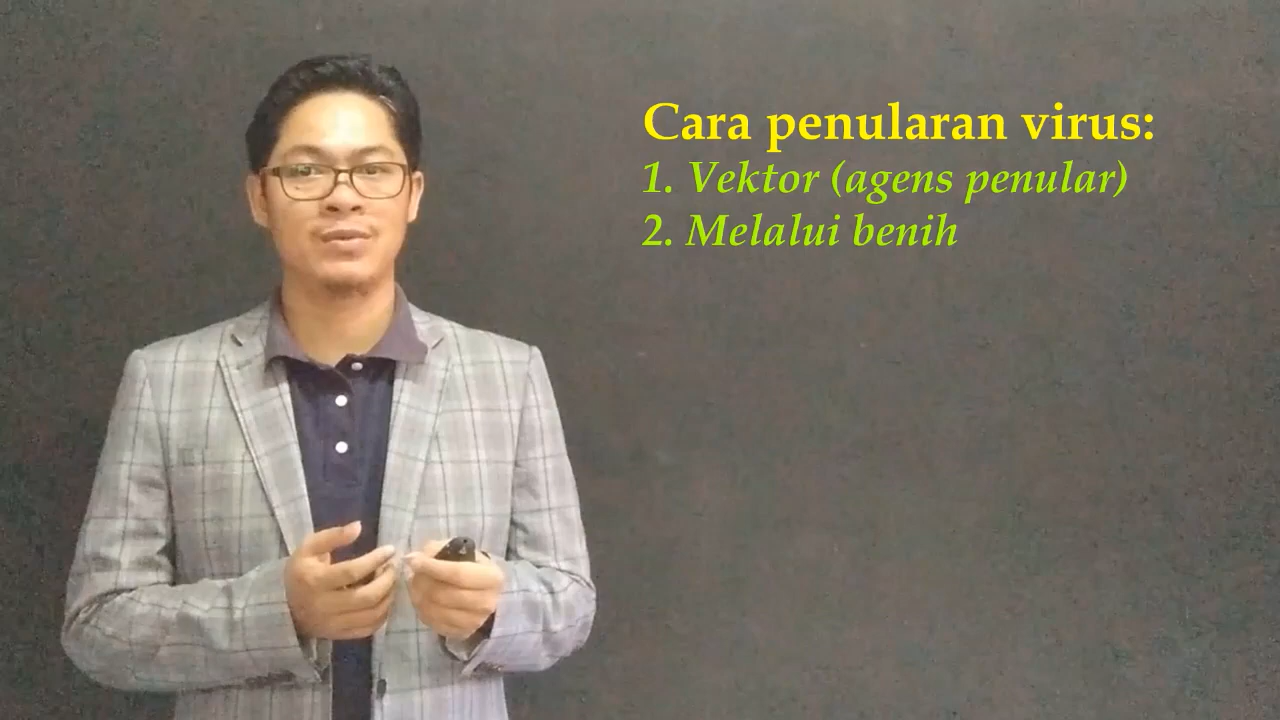 Cara penularan virus:
1. Vektor (agens penular)
2. Melalui benih